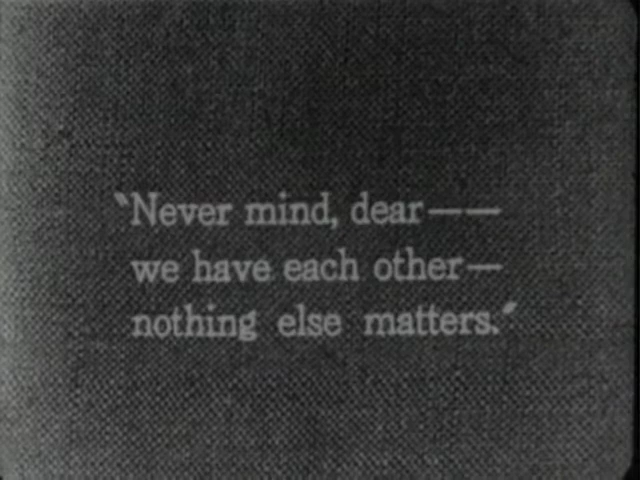 "Never mind, dear——
we have each other—
nothing else matters."